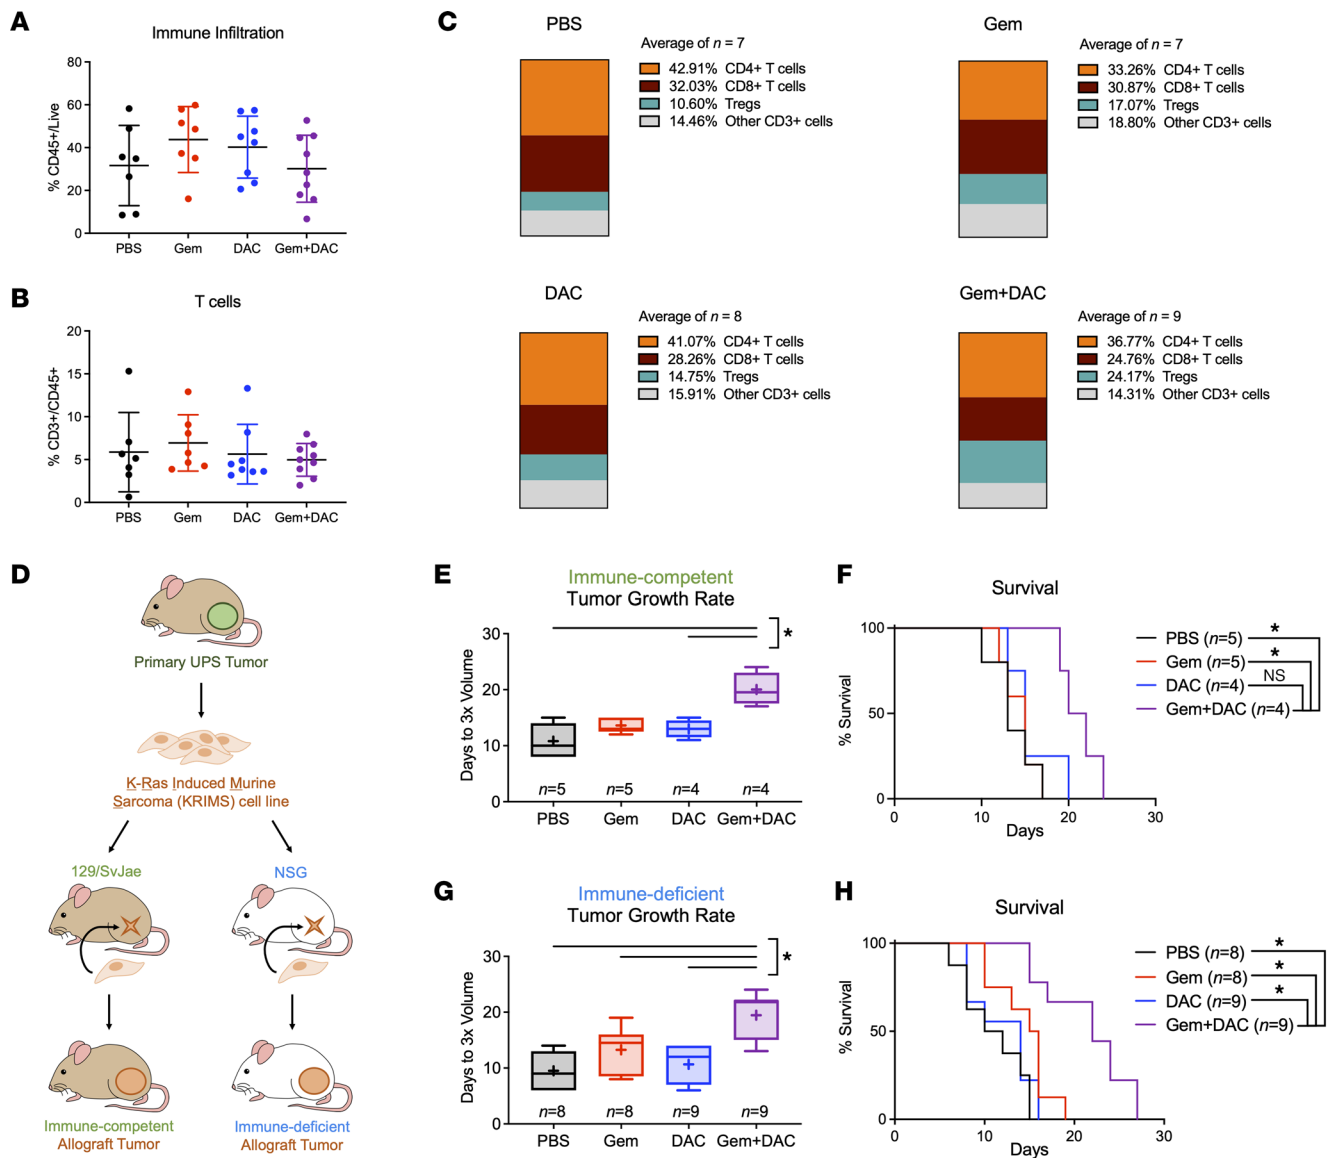 A
Immune Infiltration
% CD45+/Live
80
60
40
20
0
PBS
Gem
DAC
Gem+DAC
B
T cells
% CD3+/CD45+
20
15
10
5
0
PBS
Gem
DAC
Gem+DAC
C
PBS
Average of n = 7
42.91% CD4+ T cells
32.03% CD8+ T cells
10.60% Tregs
14.46% Other CD3+ cells
Gem
Average of n = 7
33.26% CD4+ T cells
30.87% CD8+ T cells
17.07% Tregs
18.80% Other CD3+ cells
DAC
Average of n = 8
41.07% CD4+ T cells
28.26% CD8+ T cells
14.75% Tregs
15.91% Other CD3+ cells
Gem+DAC
Average of n = 9
36.77% CD4+ T cells
24.76% CD8+ T cells
24.17% Tregs
14.31% Other CD3+ cells
D
Primary UPS Tumor
K-Ras Induced Murine
Sarcoma (KRIMS) cell line
129/SvJae
NSG
Immune-competent
Allograft Tumor
Immune-deficient
Allograft Tumor
E
Immune-competent
Tumor Growth Rate
*
Days to 3x Volume
30
20
10
0
n=5
n=5
n=4
n=4
PBS
Gem
DAC
Gem+DAC
F
Survival
% Survival
100
50
0
0
10
20
30
Days
PBS (n=5)
Gem (n=5)
DAC (n=4)
Gem+DAC (n=4)
*
*
NS
G
Immune-deficient
Tumor Growth Rate
*
Days to 3x Volume
30
20
10
0
n=8
n=8
n=9
n=9
PBS
Gem
DAC
Gem+DAC
H
Survival
% Survival
100
50
0
0
10
20
30
Days
PBS (n=8)
Gem (n=8)
DAC (n=9)
Gem+DAC (n=9)
*
*
*